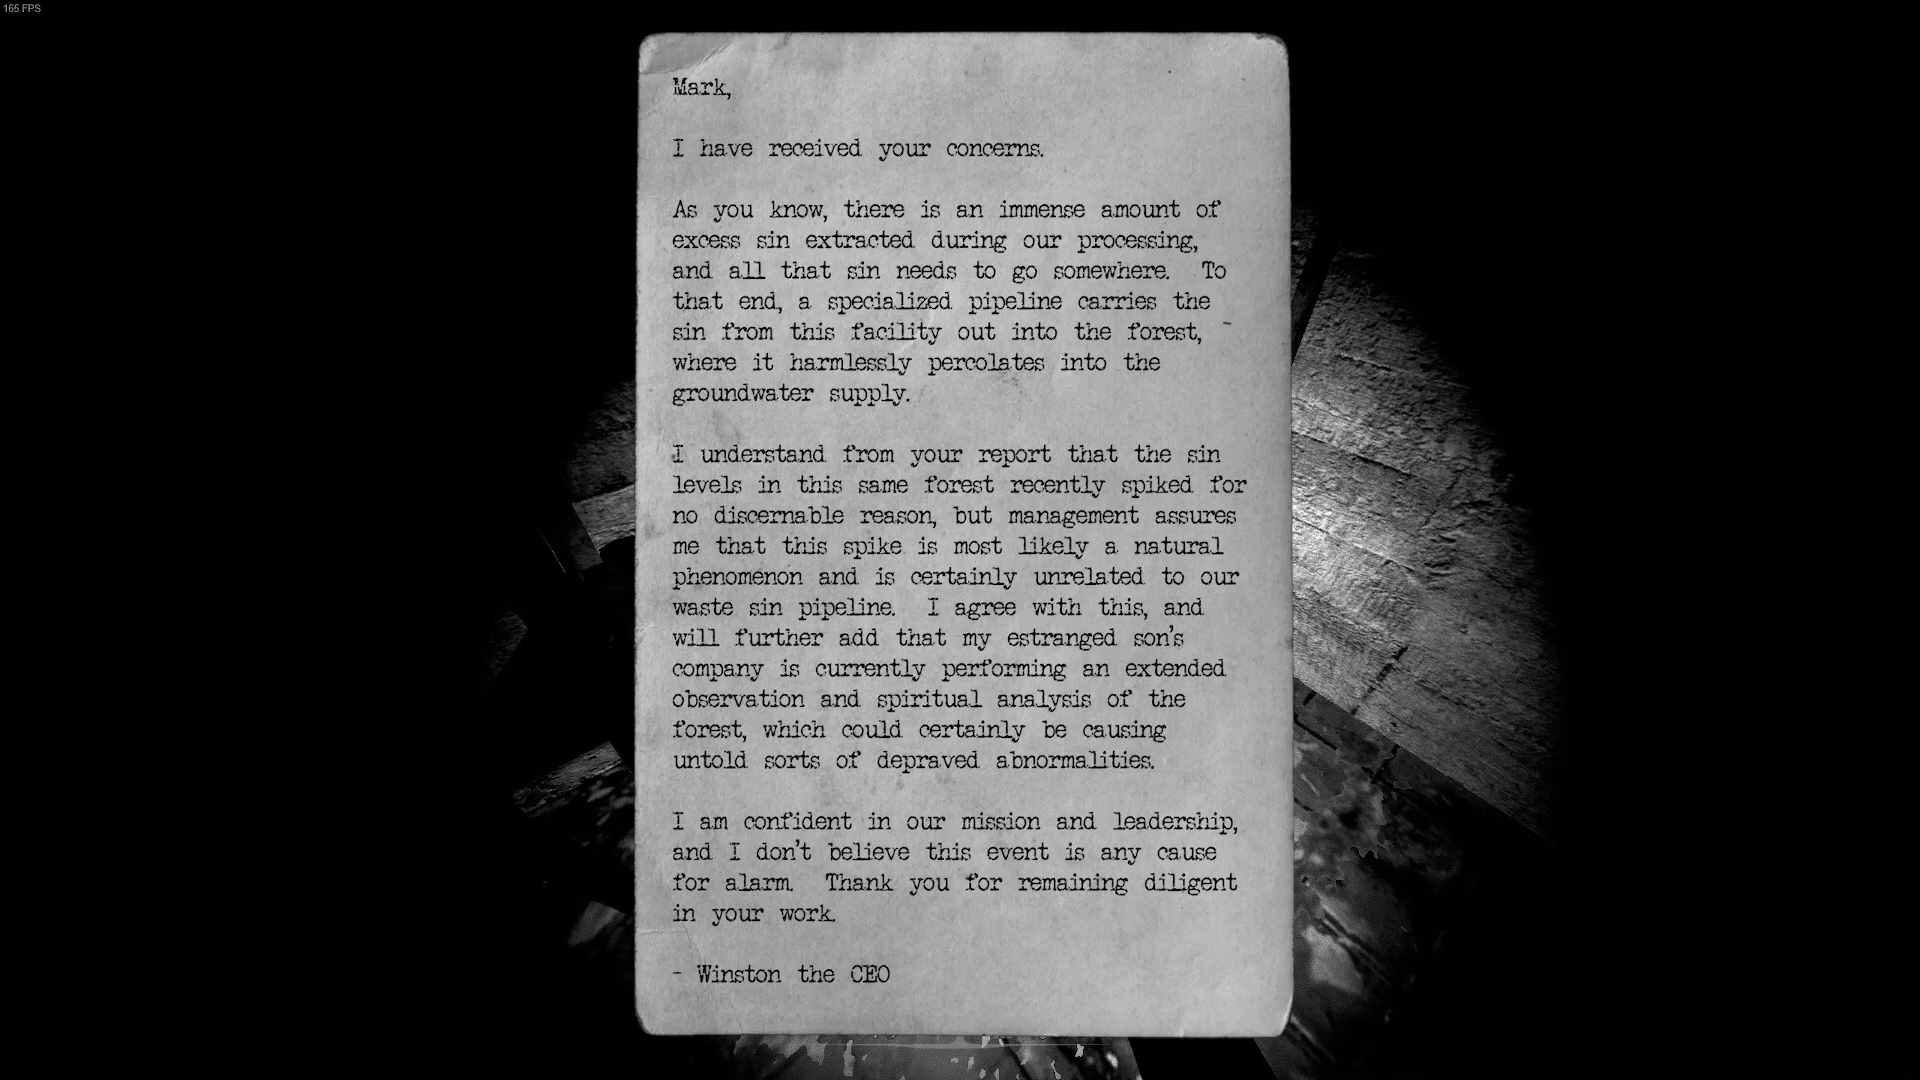 165 FPS
Mark,
I have received your concerns.
As you know, there is an immense amount of
excess sin extracted during our processing,
and all that sin needs to go somewhere.  To
that end, a specialized pipeline carries the
sin from this facility out into the forest,
where it harmlessly percolates into the
groundwater supply.
I understand from your report that the sin
levels in this same forest recently spiked for
no discernable reason, but management assures
me that this spike is most likely a natural
phenomenon and is certainly unrelated to our
waste sin pipeline.  I agree with this, and
will further add that my estranged son's
company is currently performing an extended
observation and spiritual analysis of the
forest, which could certainly be causing
untold sorts of depraved abnormalities.
I am confident in our mission and leadership,
and I don't believe this event is any cause
for alarm.  Thank you for remaining diligent
in your work.
- Winston the CEO